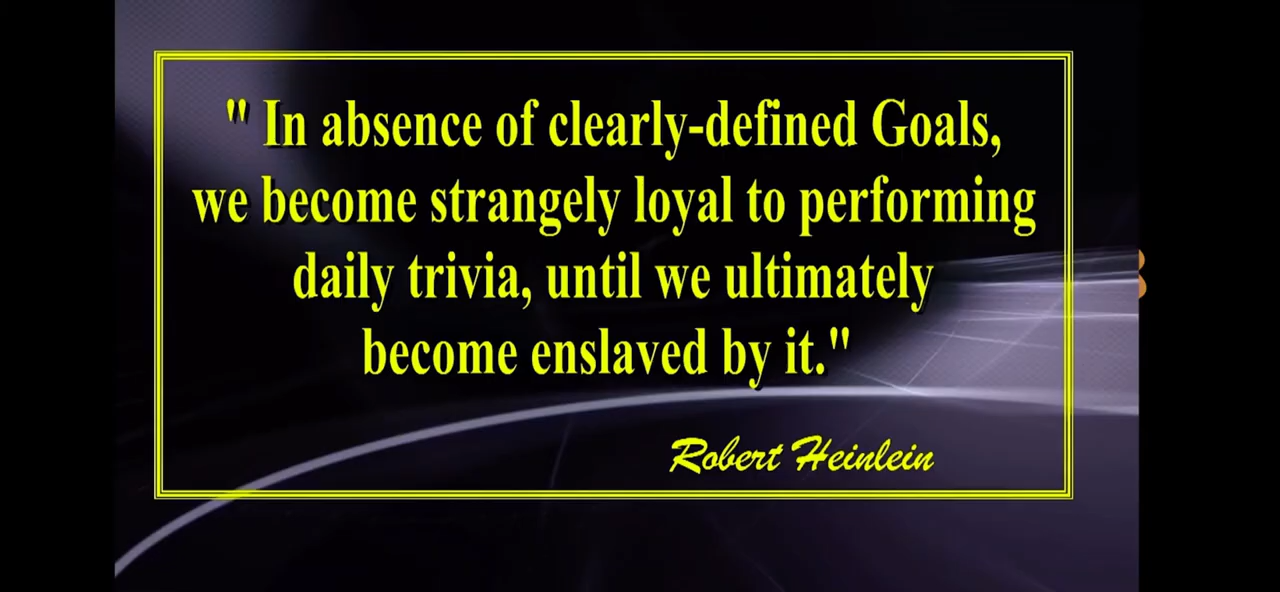 " In absence of clearly-defined Goals,
we become strangely loyal to performing
daily trivia, until we ultimately
become enslaved by it."
Robert Heinlein